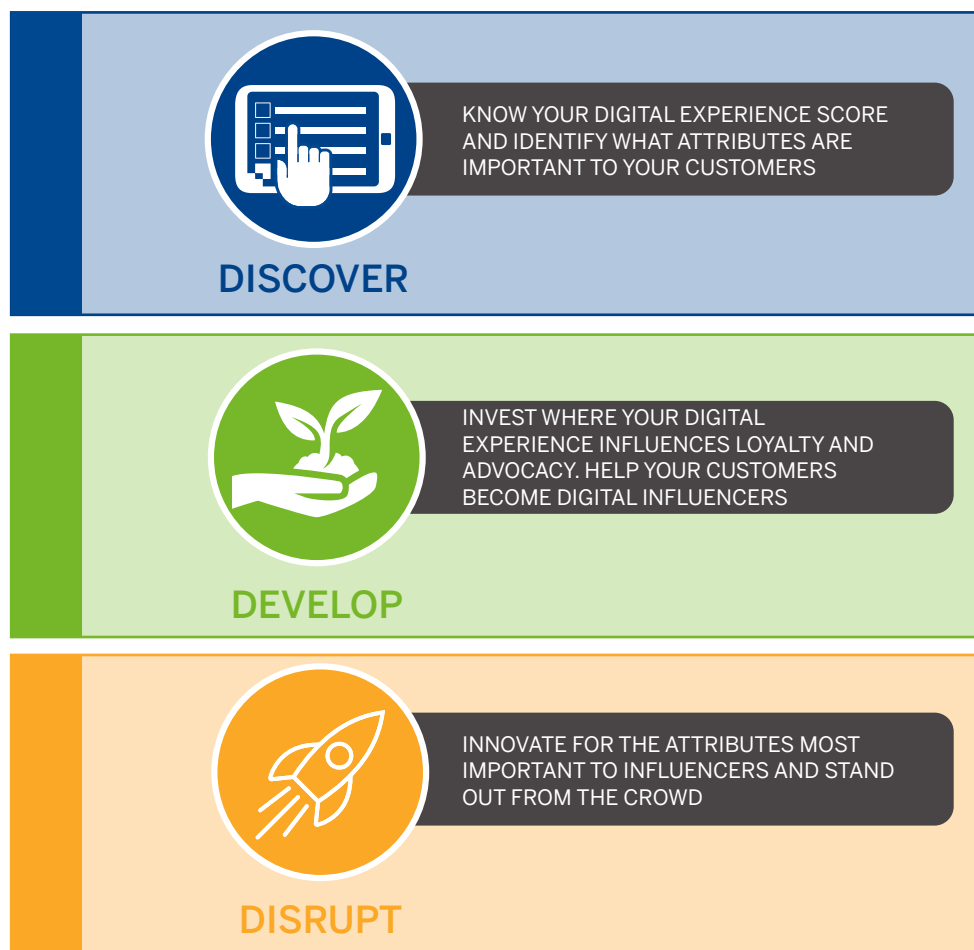 KNOW YOUR DIGITAL EXPERIENCE SCORE
AND IDENTIFY WHAT ATTRIBUTES ARE
IMPORTANT TO YOUR CUSTOMERS
DISCOVER
INVEST WHERE YOUR DIGITAL
EXPERIENCE INFLUENCES LOYALTY AND
ADVOCACY. HELP YOUR CUSTOMERS
BECOME DIGITAL INFLUENCERS
DEVELOP
INNOVATE FOR THE ATTRIBUTES MOST
IMPORTANT TO INFLUENCERS AND STAND
OUT FROM THE CROWD
DISRUPT